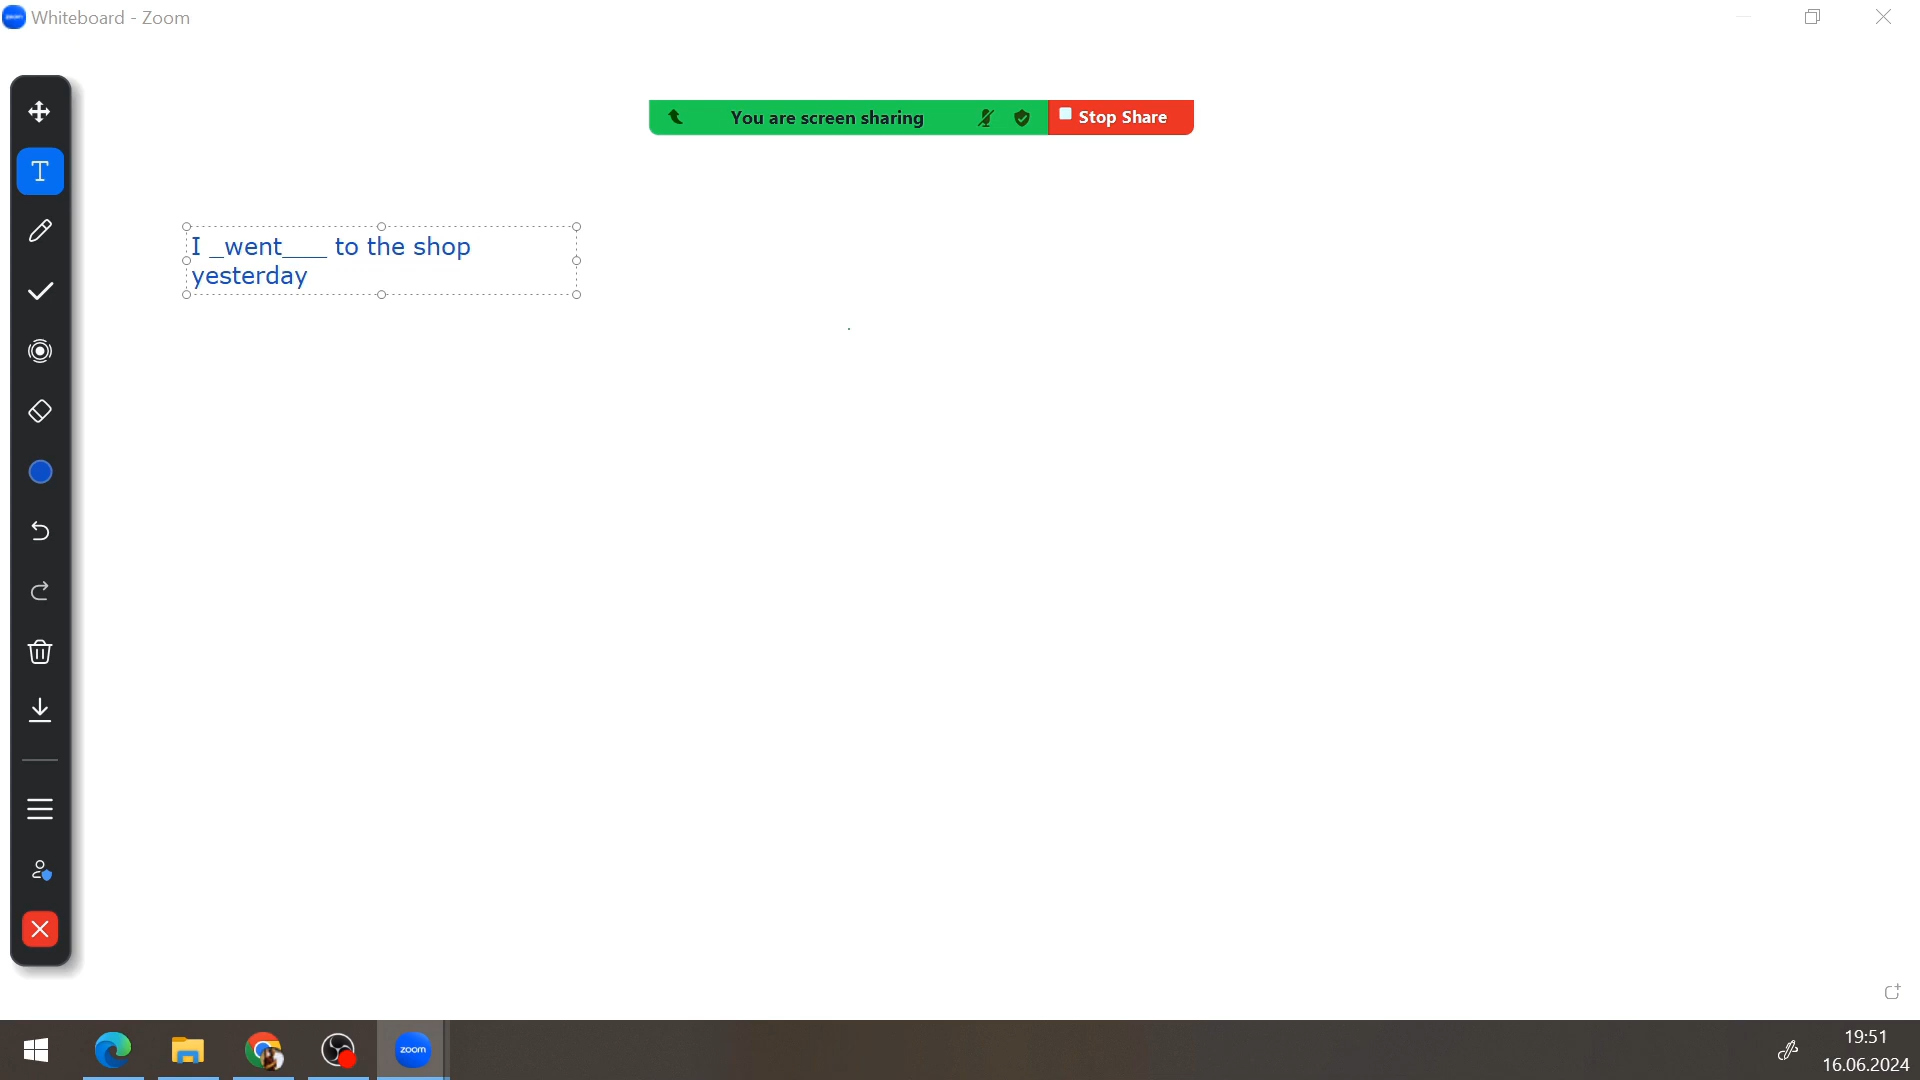 Whiteboard - Zoom
You are screen sharing
Stop Share
T
I _went___ to the shop
yesterday
zoom
19:51
16.06.2024